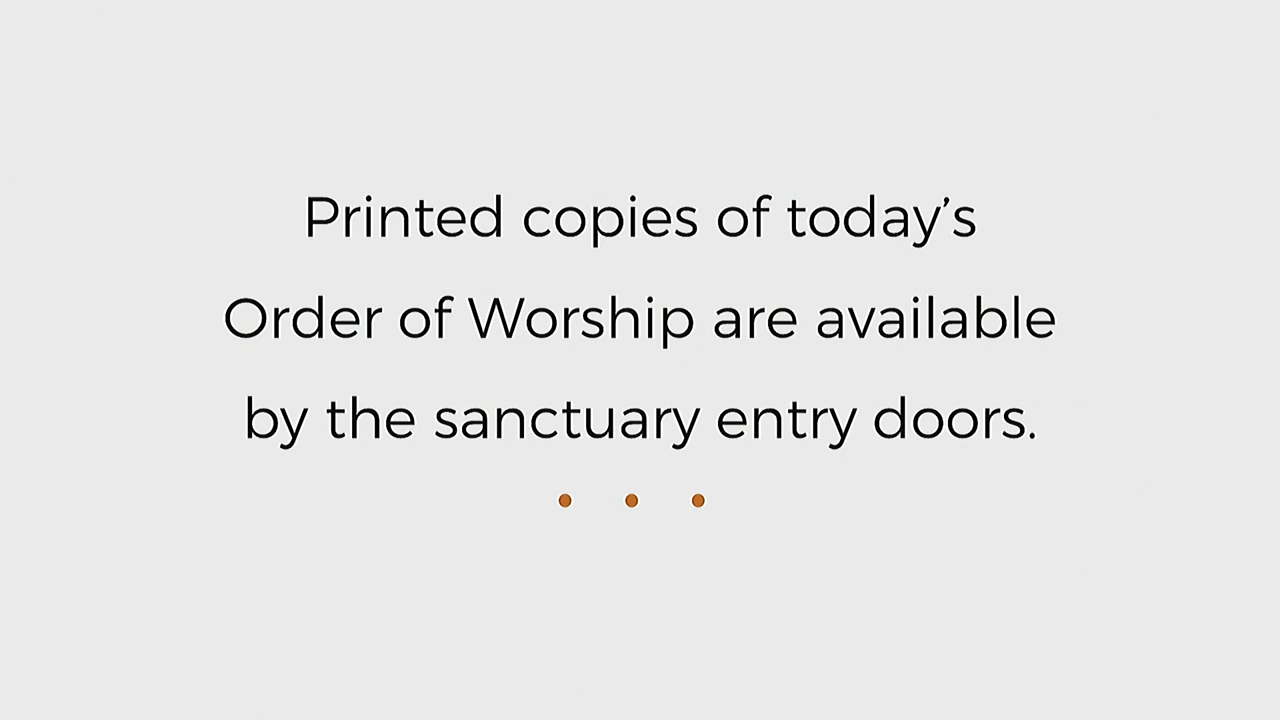 Printed copies of today’s
Order of Worship are available
by the sanctuary entry doors.